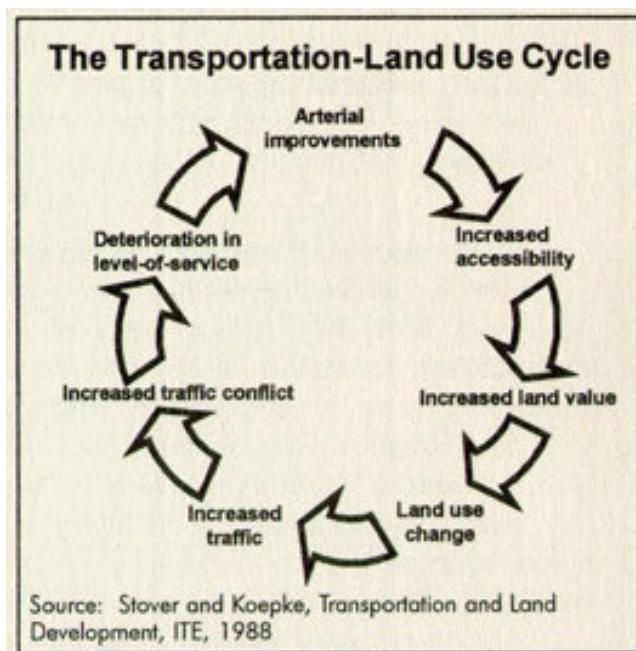 The Transportation-Land Use Cycle
Arterial
improvements
Increased
accessibility
Increased land value
Land use
change
Increased
traffic
Increased traffic conflict
Deterioration in
level-of-service
Source: Stover and Koepke, Transportation and Land
Development, ITE, 1988